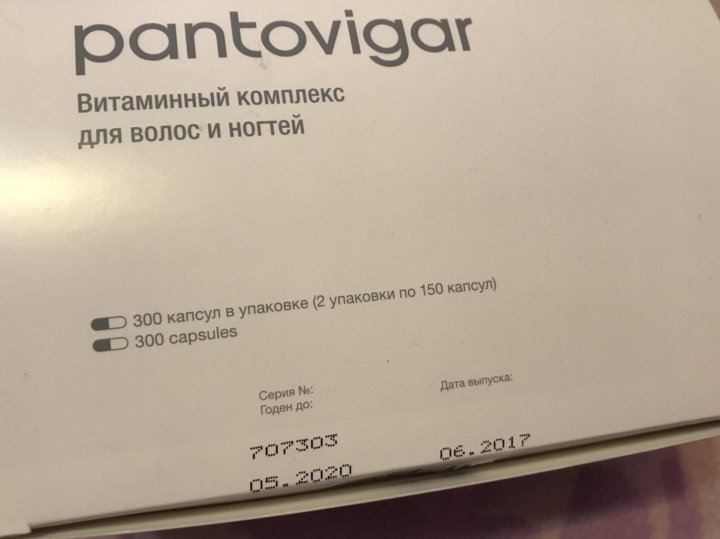 pantovigar
Витаминный комплекс
для волос и ногтей
300 капсул в упаковке (2 упаковки по 150 капсул)
300 capsules
Серия №:
Годен до:
Дата выпуска:
707303
06.2017
05.2020